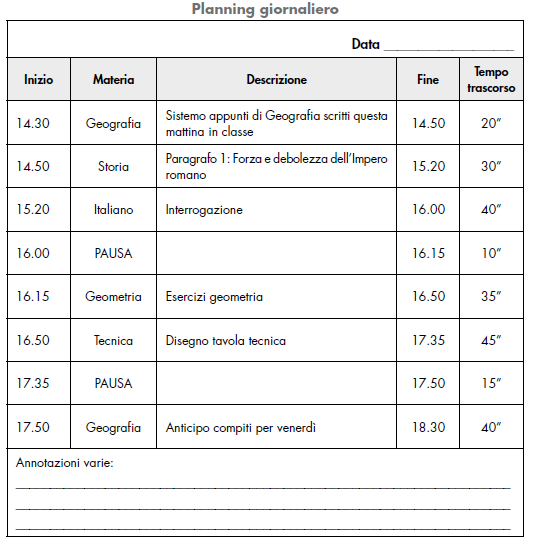 Planning giornaliero
Data ___________________
Inizio Materia Descrizione Fine Tempo trascorso
14.30 Geografia Sistemo appunti di Geografia scritti questa mattina in classe 14.50 20”
14.50 Storia Paragrafo 1: Forza e debolezza dell’Impero romano 15.20 30”
15.20 Italiano Interrogazione 16.00 40”
16.00 PAUSA 16.15 10”
16.15 Geometria Esercizi geometria 16.50 35”
16.50 Tecnica Disegno tavola tecnica 17.35 45”
17.35 PAUSA 17.50 15”
17.50 Geografia Anticipo compiti per venerdì 18.30 40”
Annotazioni varie: